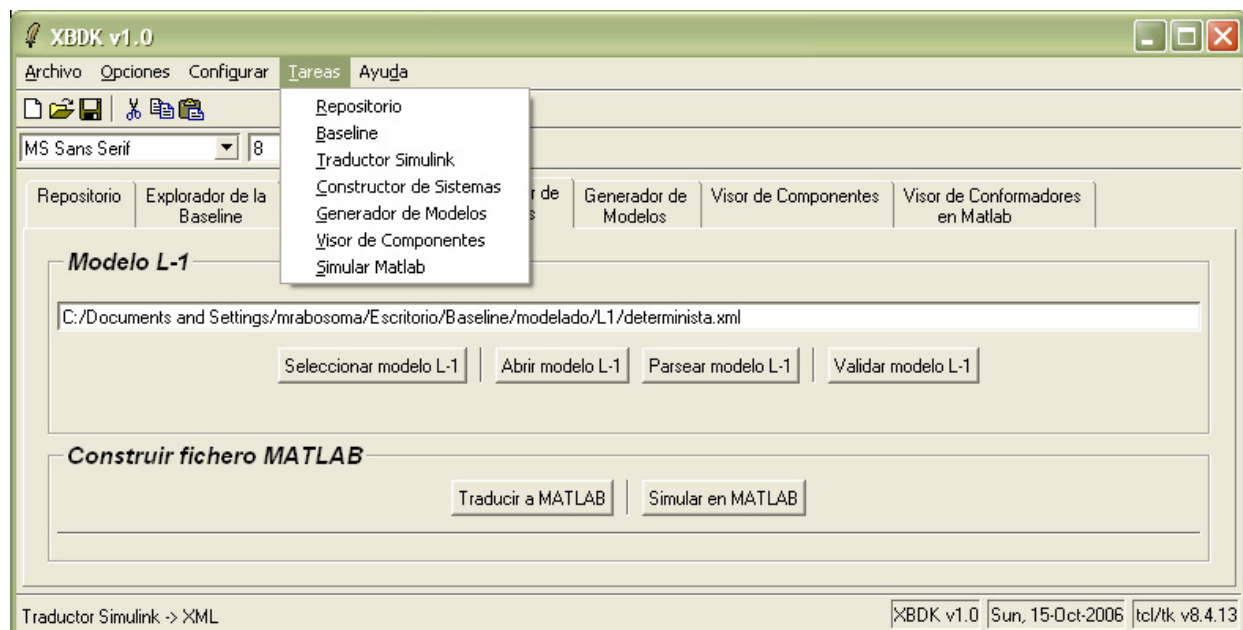 XBDK v1.0
Archivo Opciones Configurar Tareas Ayuda
Repositorio
Baseline
Traductor Simulink
Constructor de Sistemas
Generador de Modelos
Visor de Componentes
Simular Matlab
MS Sans Serif 8
Repositorio
Explorador de la
Baseline
de
Generador de
Modelos
Visor de Componentes
Visor de Conformadores
en Matlab
Modelo L-1
C:/Documents and Settings/mrabosoma/Escritorio/Baseline/modelado/L1/determinista.xml
Seleccionar modelo L-1 Abrir modelo L-1 Parsear modelo L-1 Validar modelo L-1
Construir fichero MATLAB
Traducir a MATLAB Simular en MATLAB
Traductor Simulink -> XML XBDK v1.0 Sun, 15-Oct-2006 tcl/tk v8.4.13